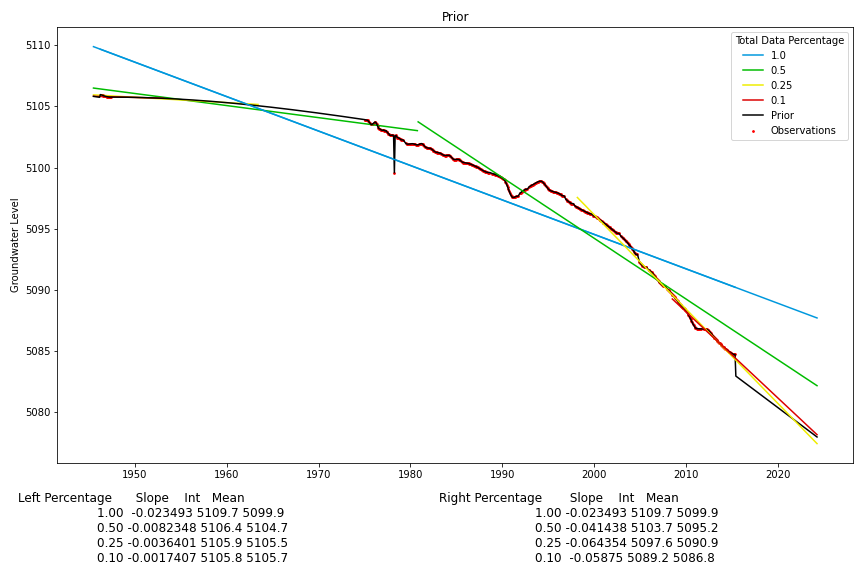 Prior
Total Data Percentage
1.0
0.5
0.25
0.1
Prior
Observations
Groundwater Level
5110
5105
5100
5095
5090
5085
5080
1950 1960 1970 1980 1990 2000 2010 2020
Left Percentage Slope Int Mean
1.00 -0.023493 5109.7 5099.9
0.50 -0.0082348 5106.4 5104.7
0.25 -0.0036401 5105.9 5105.5
0.10 -0.0017407 5105.8 5105.7
Right Percentage Slope Int Mean
1.00 -0.023493 5109.7 5099.9
0.50 -0.041438 5103.7 5095.2
0.25 -0.064354 5097.6 5090.9
0.10 -0.05875 5089.2 5086.8